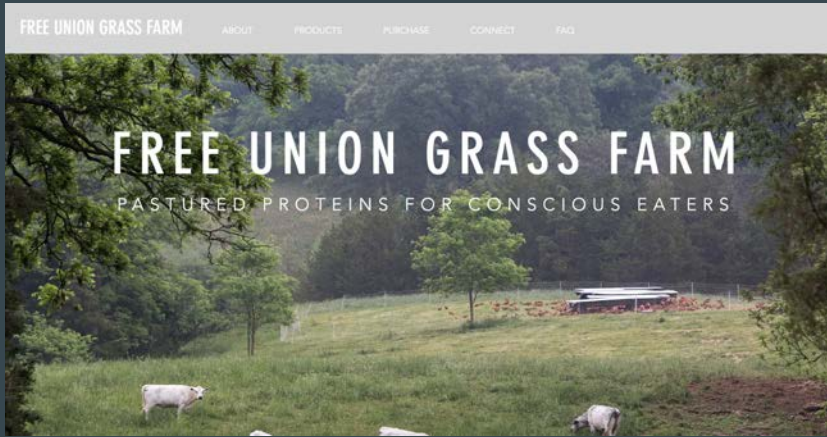 FREE UNION GRASS FARM ABOUT PRODUCTS PURCHASE CONNECT FAQ
FREE UNION GRASS FARM
PASTURED PROTEINS FOR CONSCIOUS EATERS